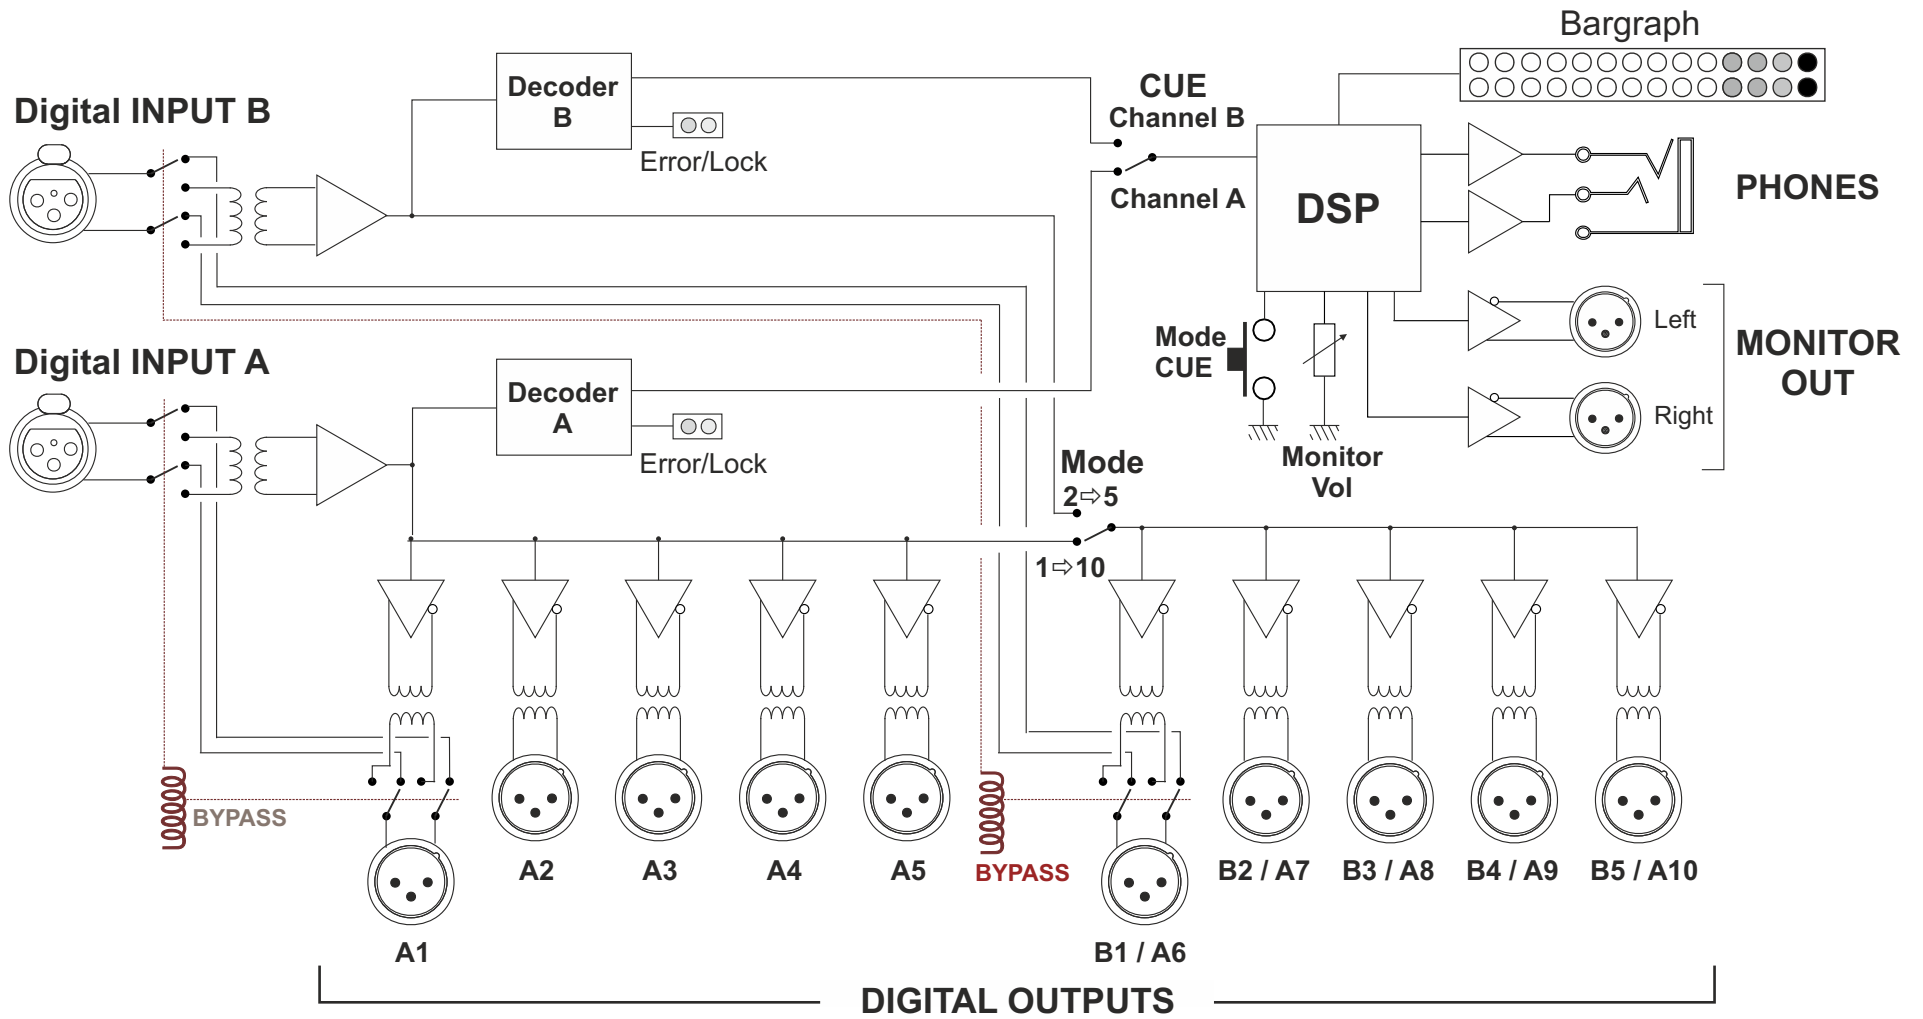 Bargraph
Digital INPUT B
Decoder
B
Error/Lock
CUE
Channel B
Channel A
DSP
PHONES
Digital INPUT A
Decoder
A
Error/Lock
Mode
CUE
Monitor
Vol
Left
Right
MONITOR
OUT
Mode
2⇨5
1⇨10
BYPASS
BYPASS
A1
A2
A3
A4
A5
B1 / A6
B2 / A7
B3 / A8
B4 / A9
B5 / A10
DIGITAL OUTPUTS